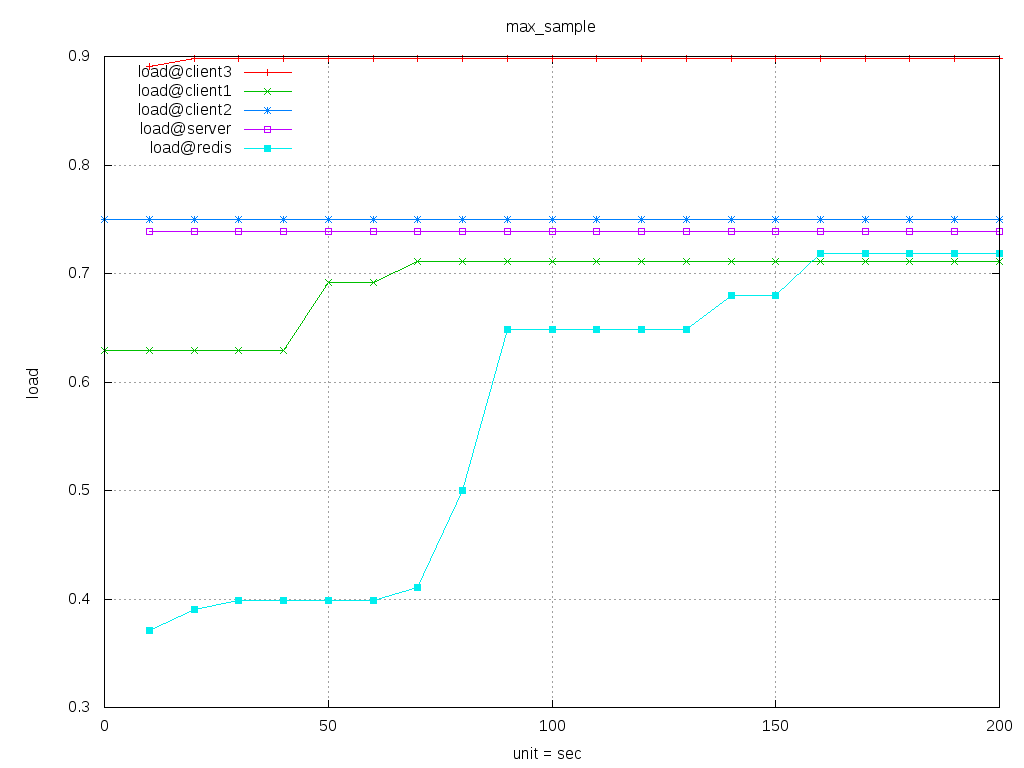 max_sample
0.9
load@client3
load@client1
load@client2
load@server
load@redis
0.8
0.7
0.6
load
0.5
0.4
0.3
0 50 100 150 200
unit = sec